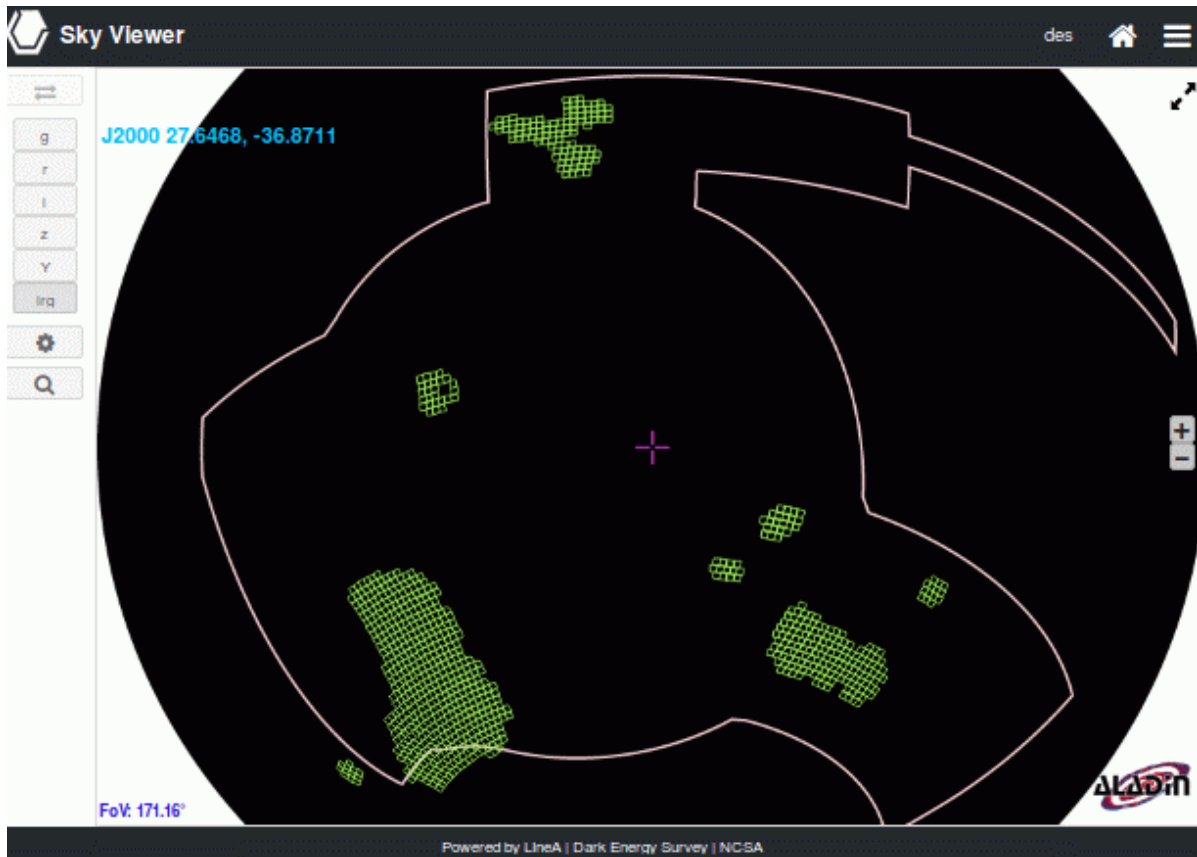 Sky Viewer
des
g
r
i
z
Y
irg
J2000 27.6468, -36.8711
+
−
FoV: 171.16°
ALADIN
Powered by LIneA | Dark Energy Survey | NCSA